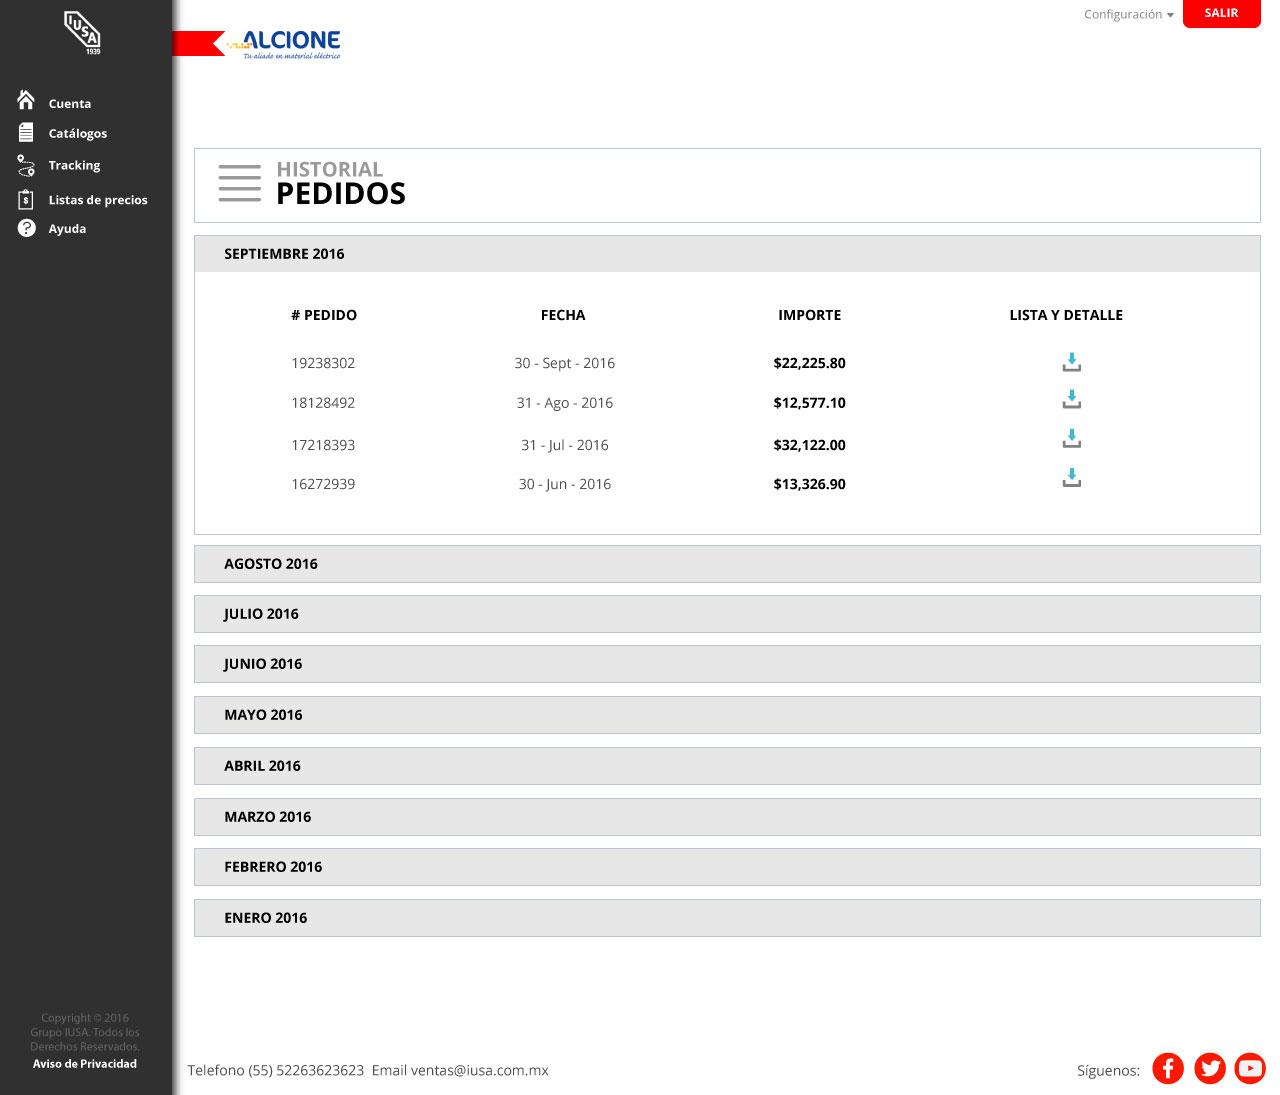 IUSA
1939
Cuenta
Catálogos
Tracking
Listas de precios
Ayuda
Copyright © 2016
Grupo IUSA. Todos los
Derechos Reservados.
Aviso de Privacidad
Configuración
SALIR
ALCIONE
Tu aliado en material eléctrico
HISTORIAL
PEDIDOS
SEPTIEMBRE 2016
# PEDIDO FECHA IMPORTE LISTA Y DETALLE
19238302 30 - Sept - 2016 $22,225.80
18128492 31 - Ago - 2016 $12,577.10
17218393 31 - Jul - 2016 $32,122.00
16272939 30 - Jun - 2016 $13,326.90
AGOSTO 2016
JULIO 2016
JUNIO 2016
MAYO 2016
ABRIL 2016
MARZO 2016
FEBRERO 2016
ENERO 2016
Telefono (55) 52263623623 Email ventas@iusa.com.mx
Síguenos: